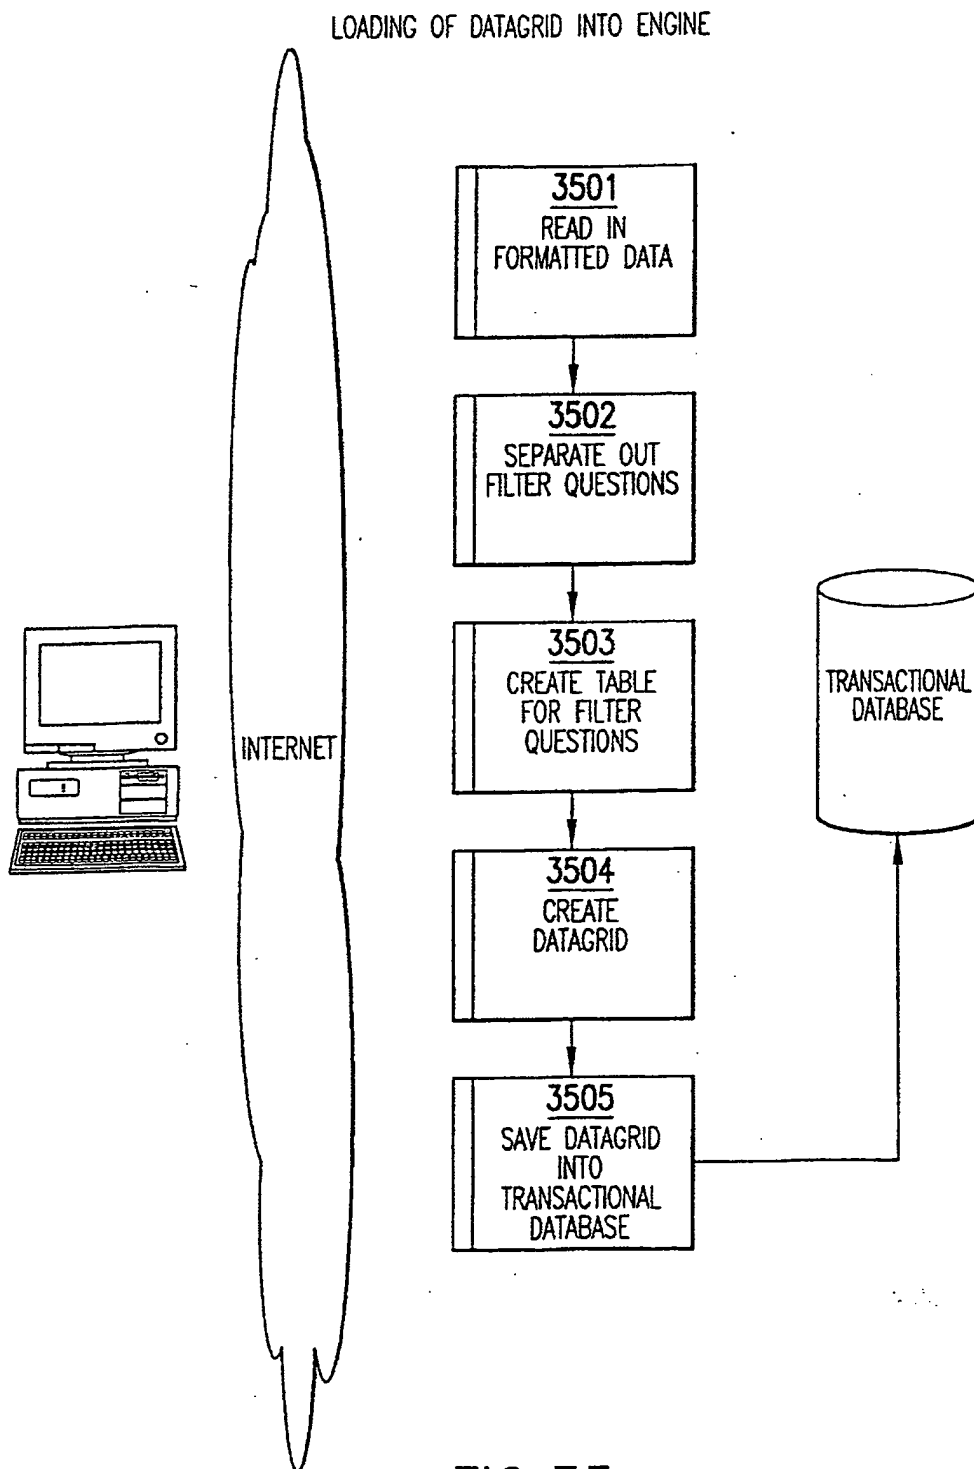 LOADING OF DATAGRID INTO ENGINE
3501
READ IN
FORMATTED DATA
3502
SEPARATE OUT
FILTER QUESTIONS
3503
CREATE TABLE
FOR FILTER
QUESTIONS
TRANSACTIONAL
DATABASE
INTERNET
3504
CREATE
DATAGRID
3505
SAVE DATAGRID
INTO
TRANSACTIONAL
DATABASE